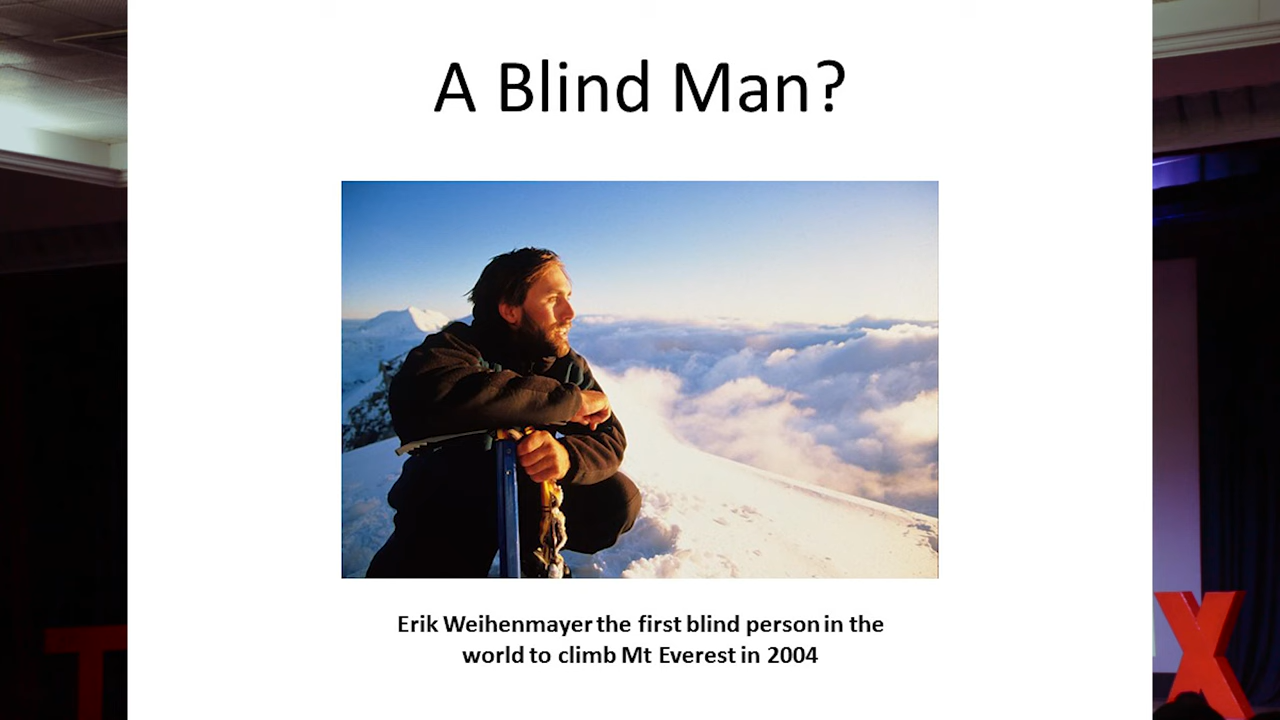 A Blind Man?
Erik Weihenmayer the first blind person in the
world to climb Mt Everest in 2004
T
X